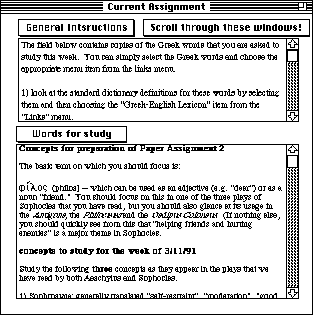 Current Assignment
General Intstructions
Scroll through these windows!
The field below contains copies of the Greek words that you are asked to
study this week. You can simply select the Greek words and choose the
appropriate menu item from the links menu.
1) look at the standard dictionary definitions for these words by selecting
them and then choosing the "Greek-English Lexicon" item from the
"Links" menu.
Words for study
Concepts for preparation of Paper Assignment 2
The basic term on which you should focus is:
φίλος (philos) -- which can be used as an adjective (e.g. "dear") or as a
noun "friend." You should focus on this in one of the three plays of
Sophocles that you have read, but you should also glance at its usage in
the Antigone, the Philoctetes and the Oedipus Coloneus. (If nothing else,
you should quickly see from this that "helping friends and hurting
enemies" is a major theme in Sophocles.
concepts to study for the week of 3/11/91
Study the following three concepts as they appear in the plays that we
have read by both Aeschylus and Sophocles.
1) Sophrosune: generally translated "self-restraint", "moderation", "good